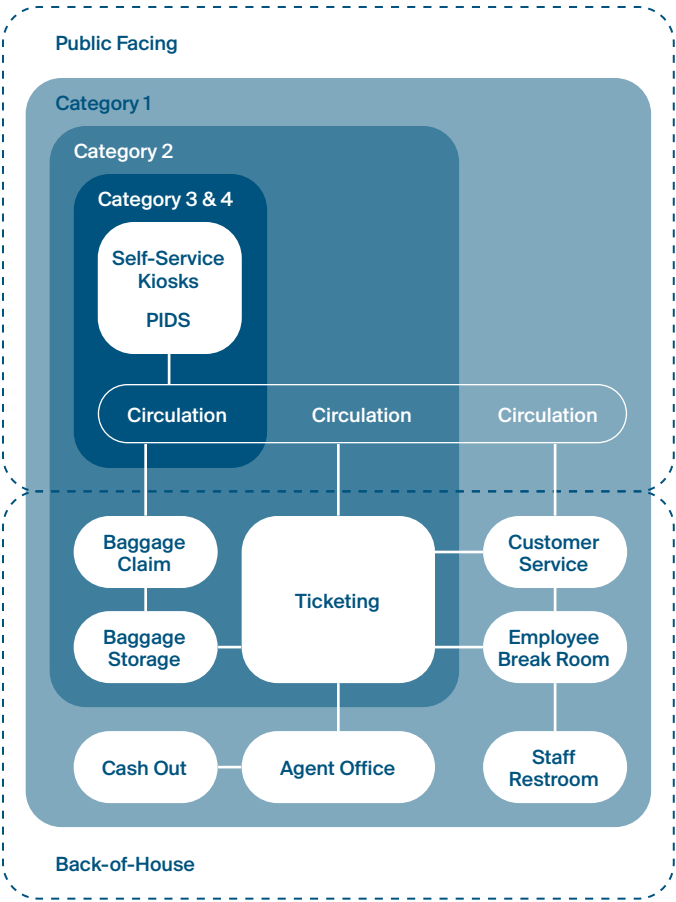 Public Facing
Category 1
Category 2
Category 3 & 4
Self-Service
Kiosks
PIDS
Circulation
Circulation
Circulation
Baggage
Claim
Ticketing
Customer
Service
Baggage
Storage
Employee
Break Room
Cash Out
Agent Office
Staff
Restroom
Back-of-House